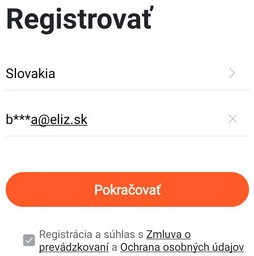 Registrovať
Slovakia
b***a@eliz.sk
Pokračovať
Registrácia a súhlas s Zmluva o
prevádzkovaní a Ochrana osobných údajov